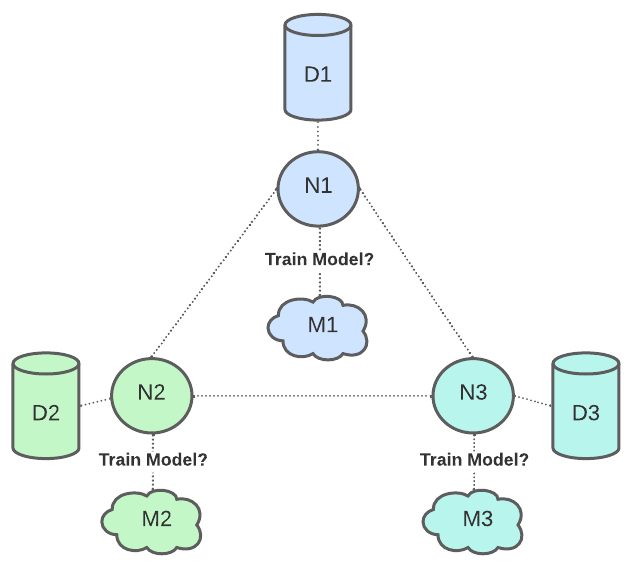 D1
N1
Train Model?
M1
D2
N2
N3
D3
Train Model?
Train Model?
M2
M3